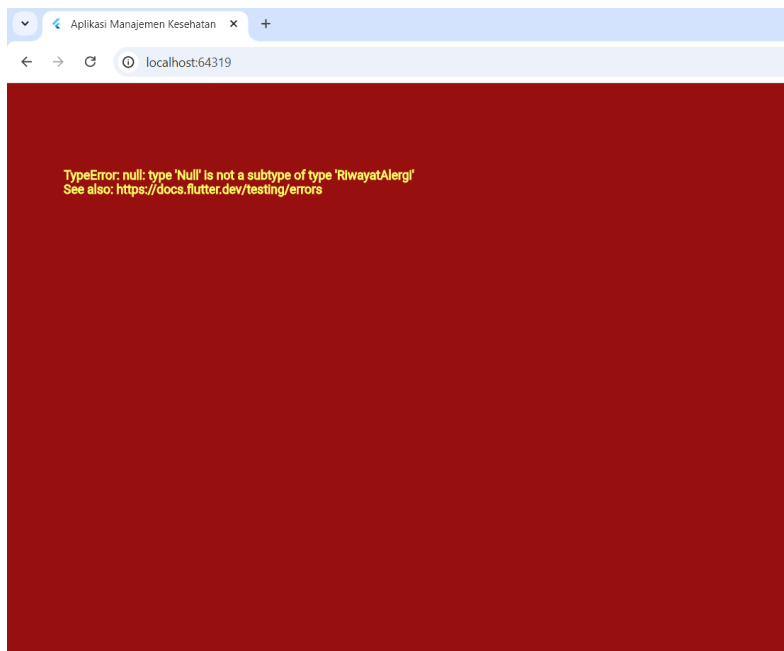 Aplikasi Manajemen Kesehatan
localhost:64319
TypeError: null: type 'Null' is not a subtype of type 'RiwayatAlergi'
See also: https://docs.flutter.dev/testing/errors